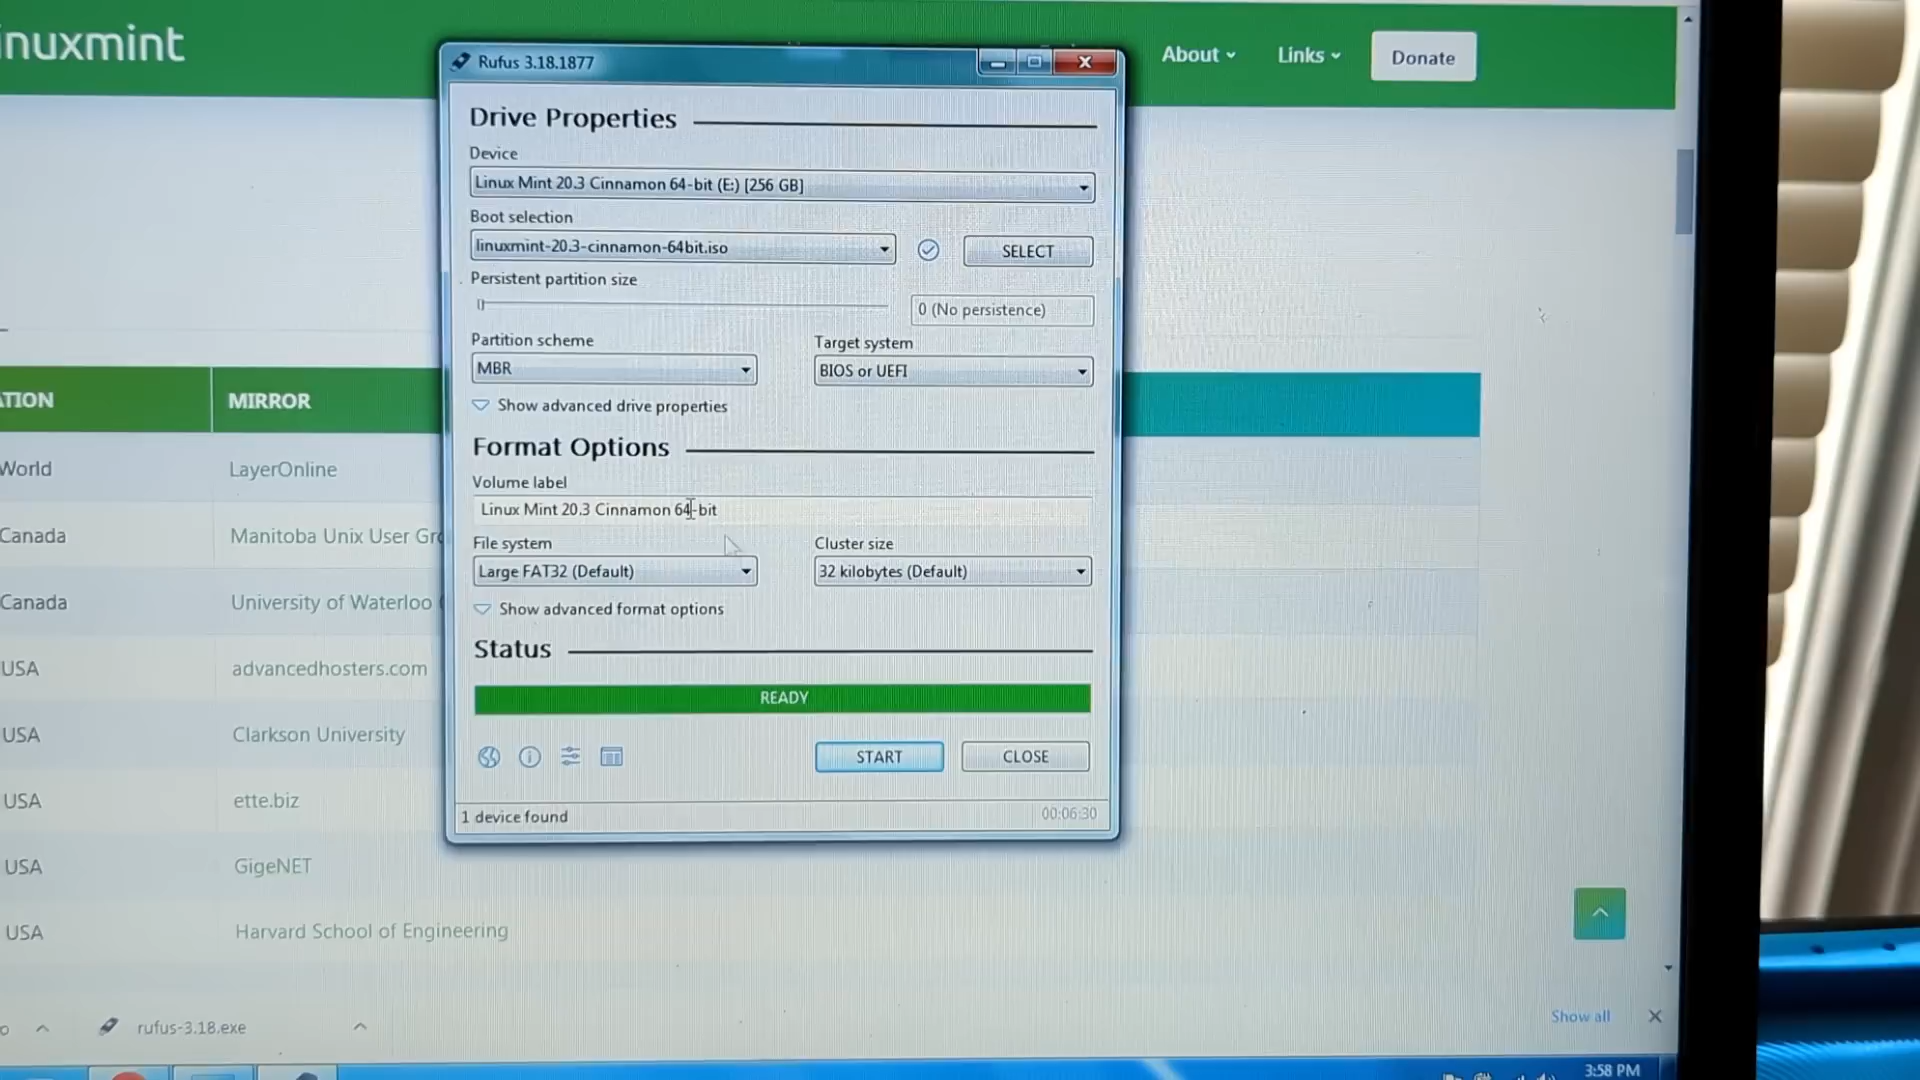 inuxmint
About
Links
Donate
Rufus 3.18.1877
Drive Properties
Device
Linux Mint 20.3 Cinnamon 64-bit (E:) [256 GB]
Boot selection
linuxmint-20.3-cinnamon-64bit.iso
SELECT
Persistent partition size
0 (No persistence)
Partition scheme
Target system
MBR
BIOS or UEFI
Show advanced drive properties
Format Options
Volume label
Linux Mint 20.3 Cinnamon 64-bit
File system
Cluster size
Large FAT32 (Default)
32 kilobytes (Default)
Show advanced format options
Status
READY
START
CLOSE
1 device found
00:06:30
ATION
MIRROR
World
LayerOnline
Canada
Manitoba Unix User Gro
Canada
University of Waterloo (
USA
advancedhosters.com
USA
Clarkson University
USA
ette.biz
USA
GigeNET
USA
Harvard School of Engineering
o
rufus-3.18.exe
Show all
3:58 PM